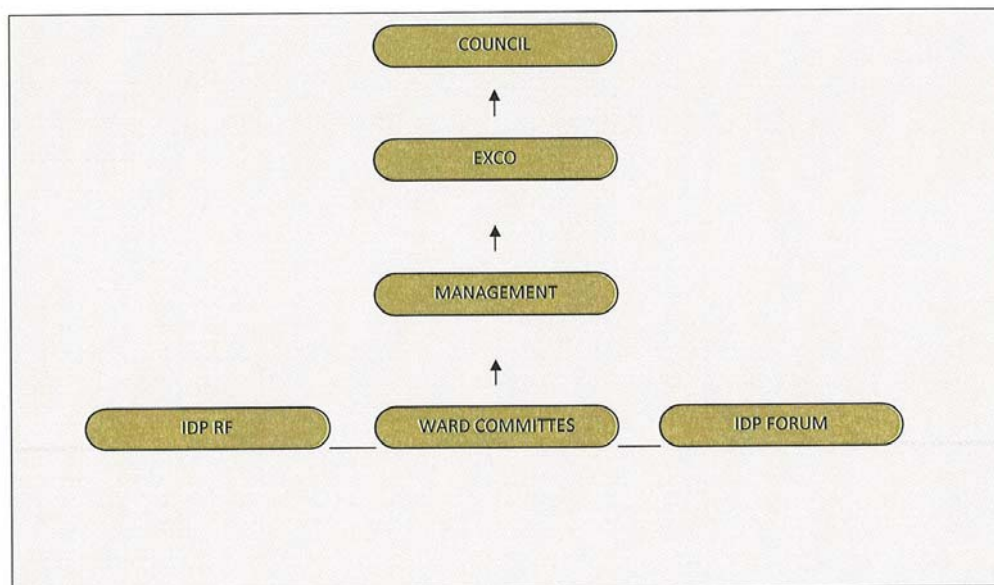 COUNCIL
EXCO
MANAGEMENT
IDP RF
WARD COMMITTES
IDP FORUM